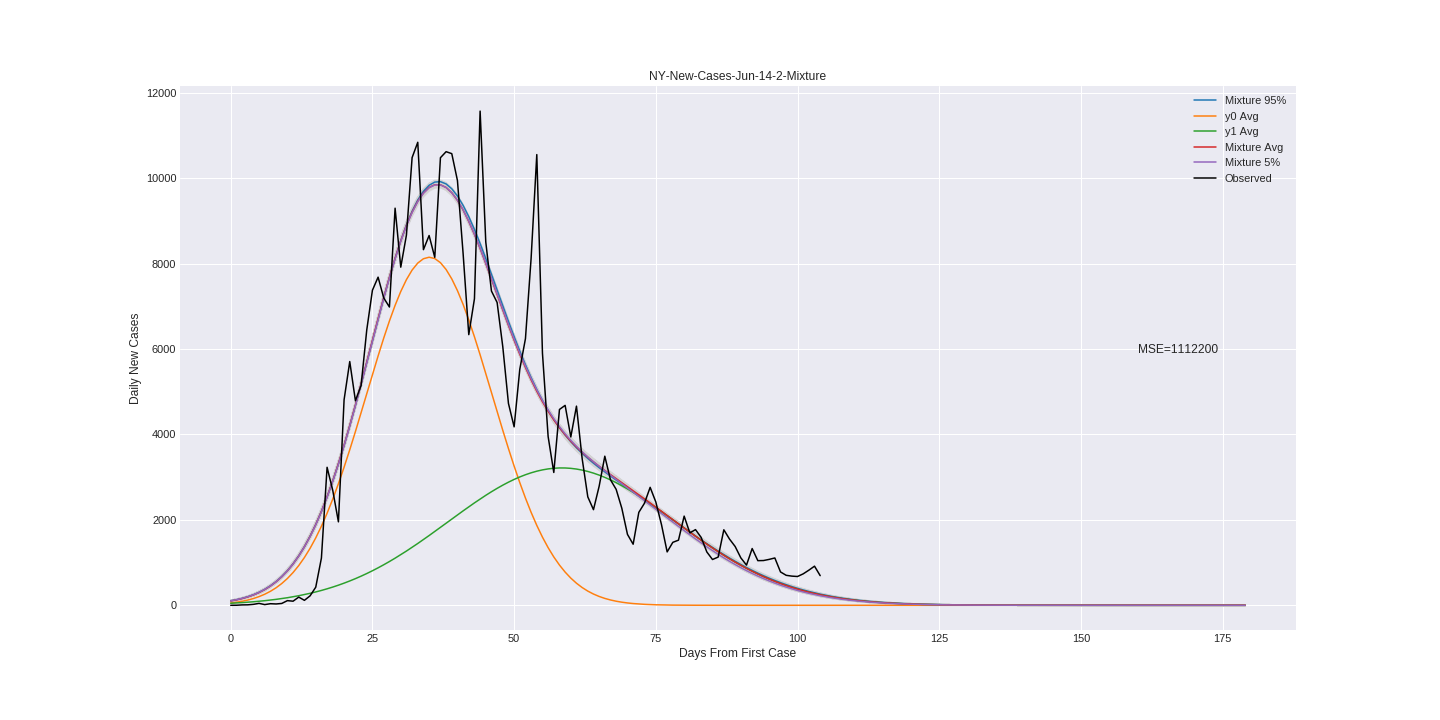 NY-New-Cases-Jun-14-2-Mixture
12000
10000
8000
6000
4000
2000
0
Daily New Cases
Mixture 95%
y0 Avg
y1 Avg
Mixture Avg
Mixture 5%
Observed
MSE=1112200
0 25 50 75 100 125 150 175
Days From First Case